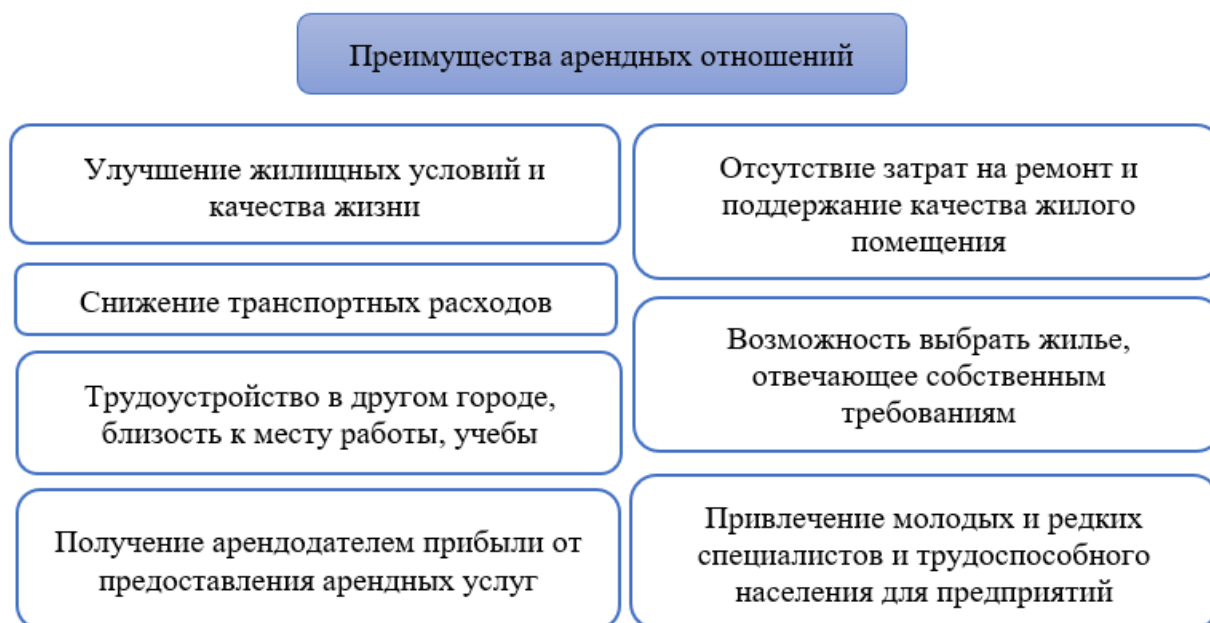 Преимущества арендных отношений
Улучшение жилищных условий и
качества жизни
Снижение транспортных расходов
Трудоустройство в другом городе,
близость к месту работы, учебы
Получение арендодателем прибыли от
предоставления арендных услуг
Отсутствие затрат на ремонт и
поддержание качества жилого
помещения
Возможность выбрать жилье,
отвечающее собственным
требованиям
Привлечение молодых и редких
специалистов и трудоспособного
населения для предприятий